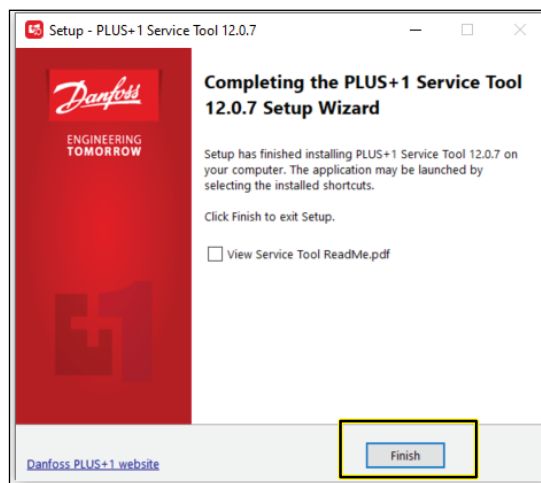 Setup - PLUS+1 Service Tool 12.0.7
Danfoss
ENGINEERING
TOMORROW
Completing the PLUS+1 Service Tool
12.0.7 Setup Wizard
Setup has finished installing PLUS+1 Service Tool 12.0.7 on
your computer. The application may be launched by
selecting the installed shortcuts.
Click Finish to exit Setup.
View Service Tool ReadMe.pdf
+1
Danfoss PLUS+1 website
Finish